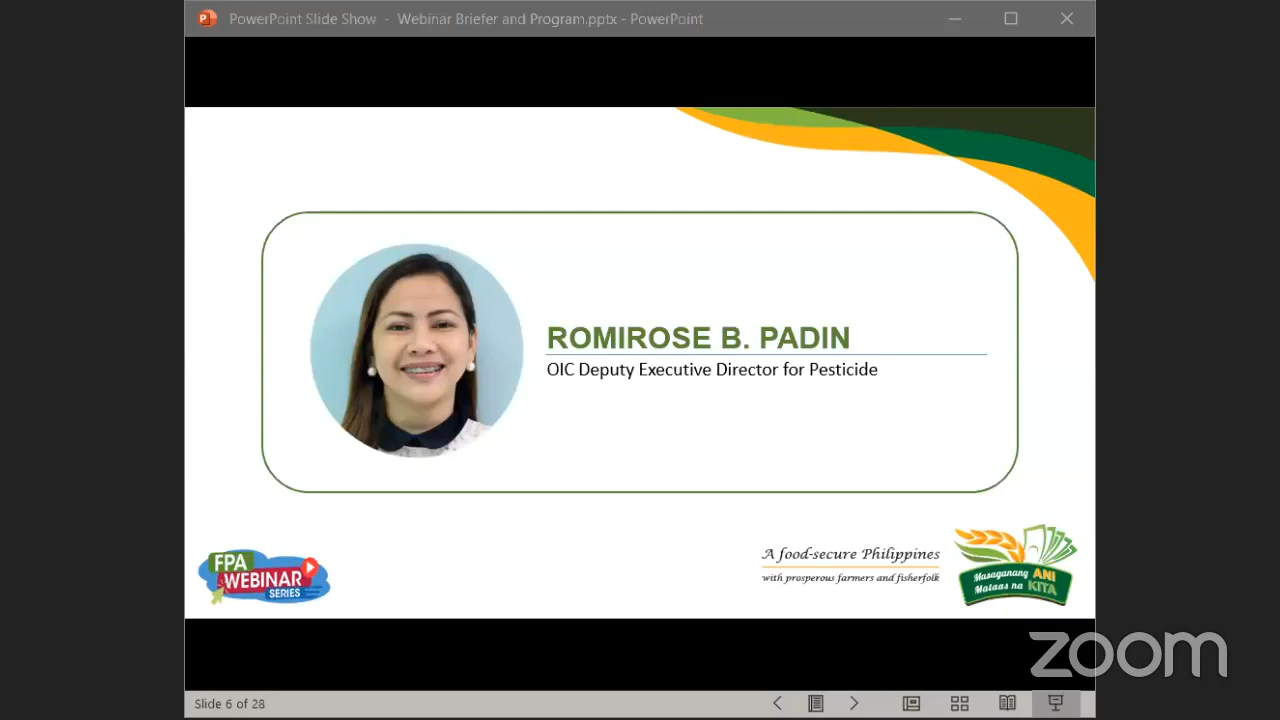 PowerPoint Slide Show - Webinar Briefer and Program.pptx - PowerPoint
ROMIROSE B. PADIN
OIC Deputy Executive Director for Pesticide
FPA
WEBINAR
SERIES
A food-secure Philippines
with prosperous farmers and fisherfolk
Masaganang ANI
Mataas na KITA
zoom
Slide 6 of 28